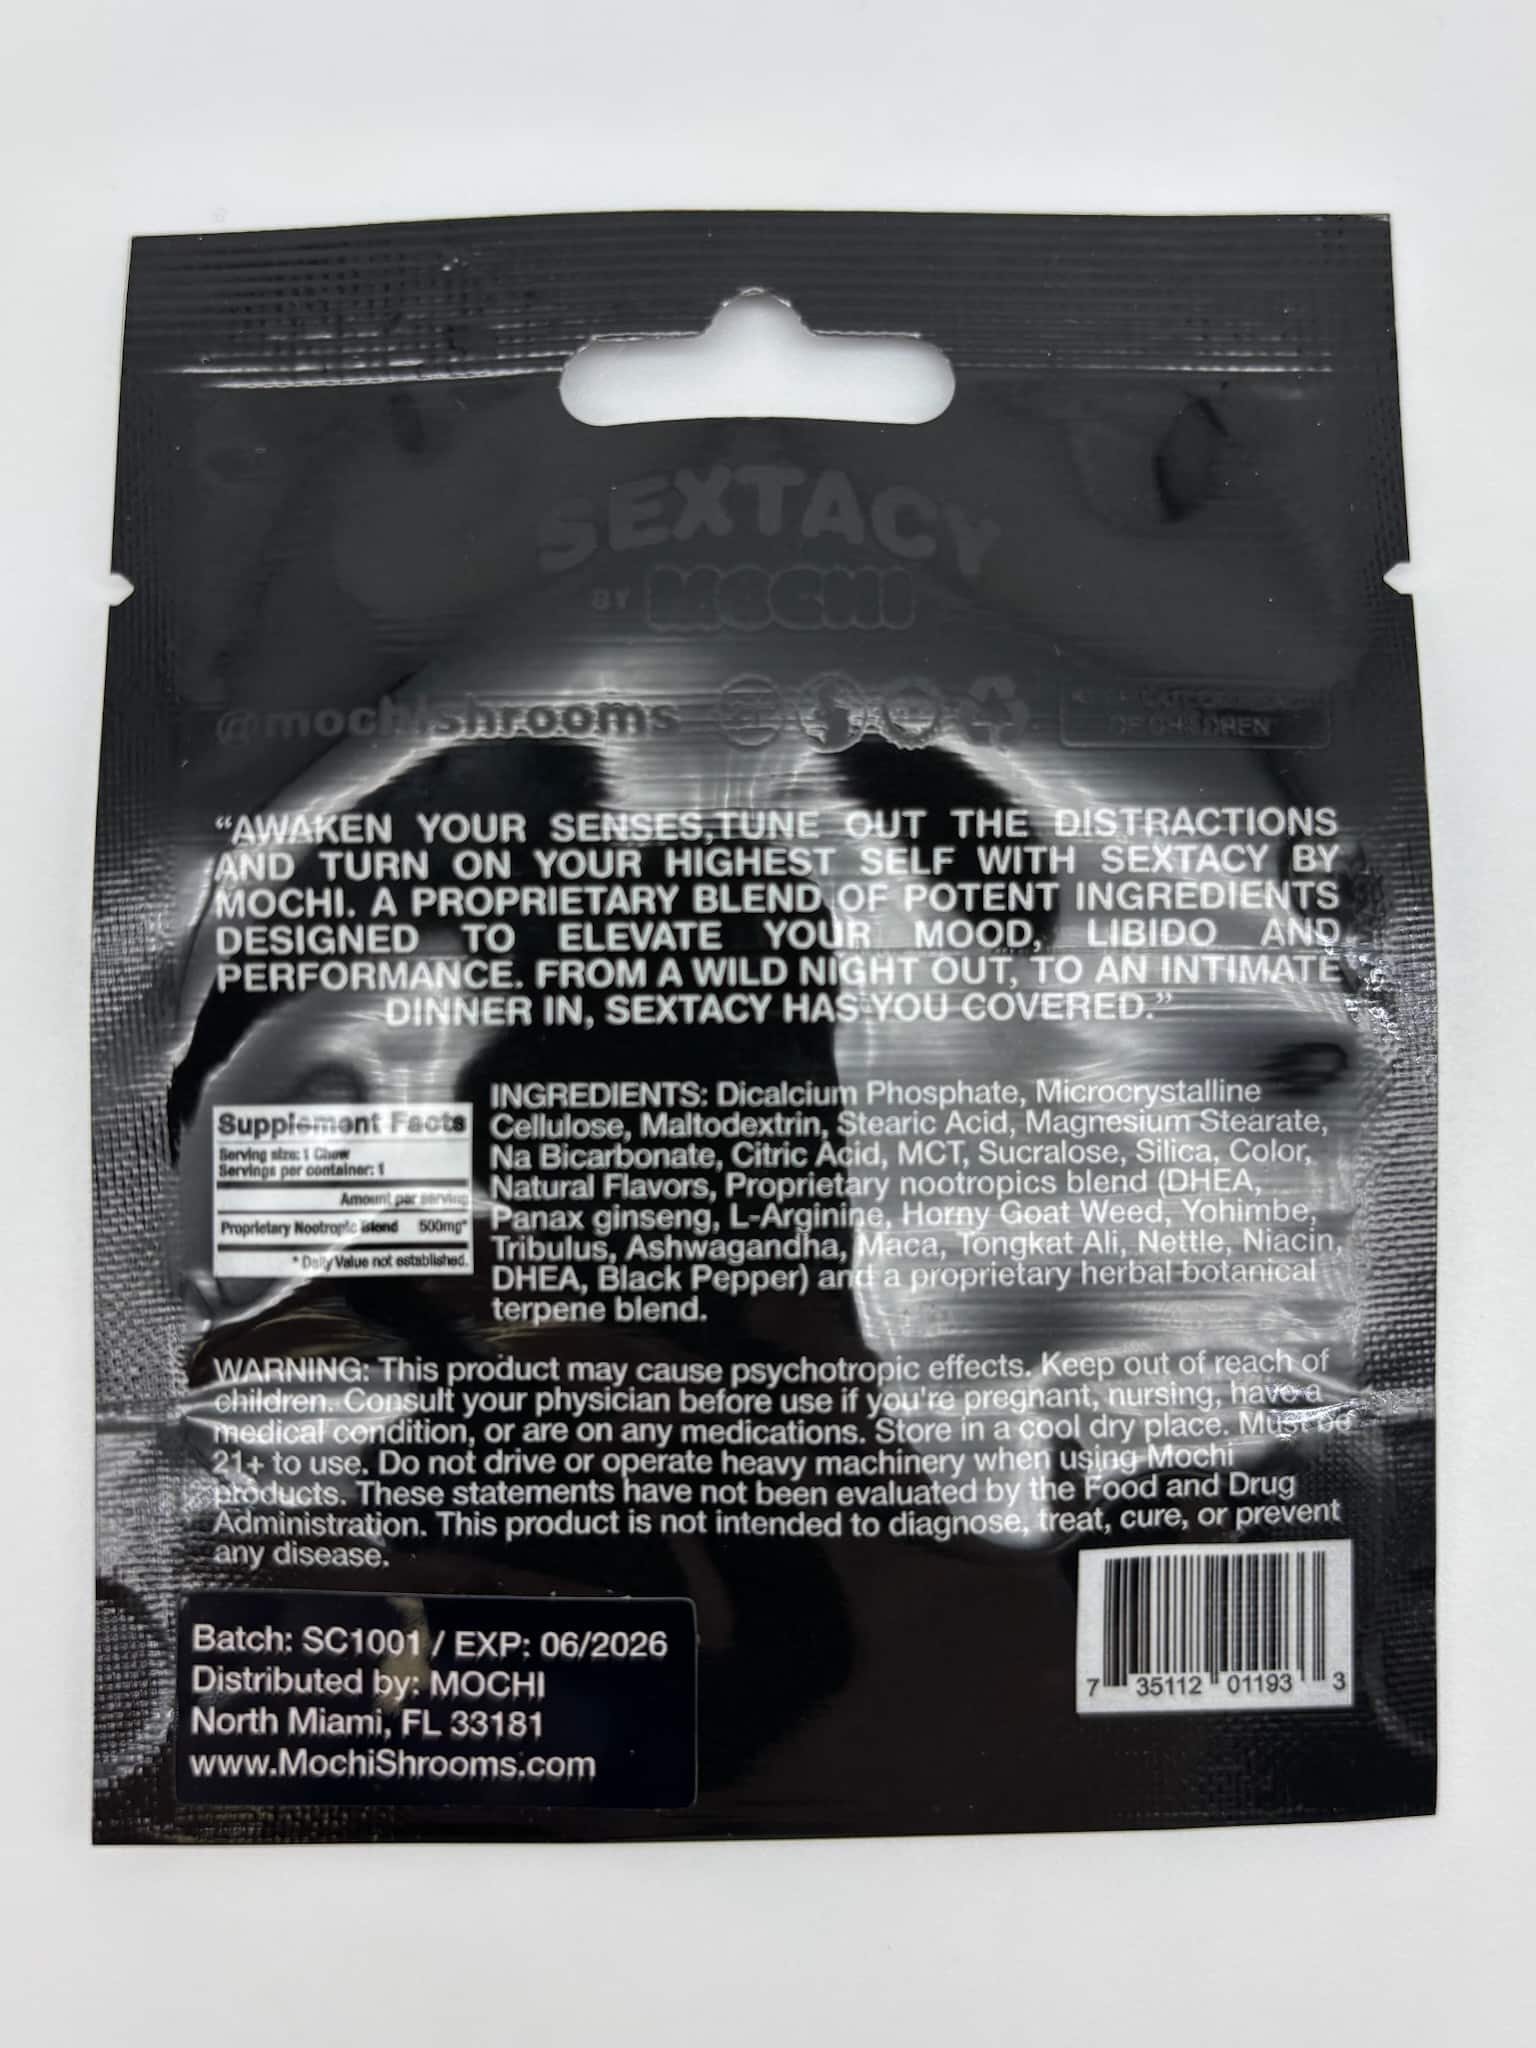 SEXTACY
BY MOCHI
@mochishrooms
OF CHILDREN
“AWAKEN YOUR SENSES,TUNE OUT THE DISTRACTIONS
AND TURN ON YOUR HIGHEST SELF WITH SEXTACY BY
MOCHI. A PROPRIETARY BLEND OF POTENT INGREDIENTS
DESIGNED TO ELEVATE YOUR MOOD, LIBIDO AND
PERFORMANCE. FROM A WILD NIGHT OUT, TO AN INTIMATE
DINNER IN, SEXTACY HAS YOU COVERED.”
Supplement Facts
Serving size: 1 Chew
Servings per container: 1
Amount per serving
Proprietary Nootropic Blend 500mg*
* Daily Value not established.
INGREDIENTS: Dicalcium Phosphate, Microcrystalline
Cellulose, Maltodextrin, Stearic Acid, Magnesium Stearate,
Na Bicarbonate, Citric Acid, MCT, Sucralose, Silica, Color,
Natural Flavors, Proprietary nootropics blend (DHEA,
Panax ginseng, L-Arginine, Horny Goat Weed, Yohimbe,
Tribulus, Ashwagandha, Maca, Tongkat Ali, Nettle, Niacin,
DHEA, Black Pepper) and a proprietary herbal botanical
terpene blend.
WARNING: This product may cause psychotropic effects. Keep out of reach of
children. Consult your physician before use if you're pregnant, nursing, have a
medical condition, or are on any medications. Store in a cool dry place. Must be
21+ to use. Do not drive or operate heavy machinery when using Mochi
products. These statements have not been evaluated by the Food and Drug
Administration. This product is not intended to diagnose, treat, cure, or prevent
any disease.
Batch: SC1001 / EXP: 06/2026
Distributed by: MOCHI
North Miami, FL 33181
www.MochiShrooms.com
7 35112 01193 3